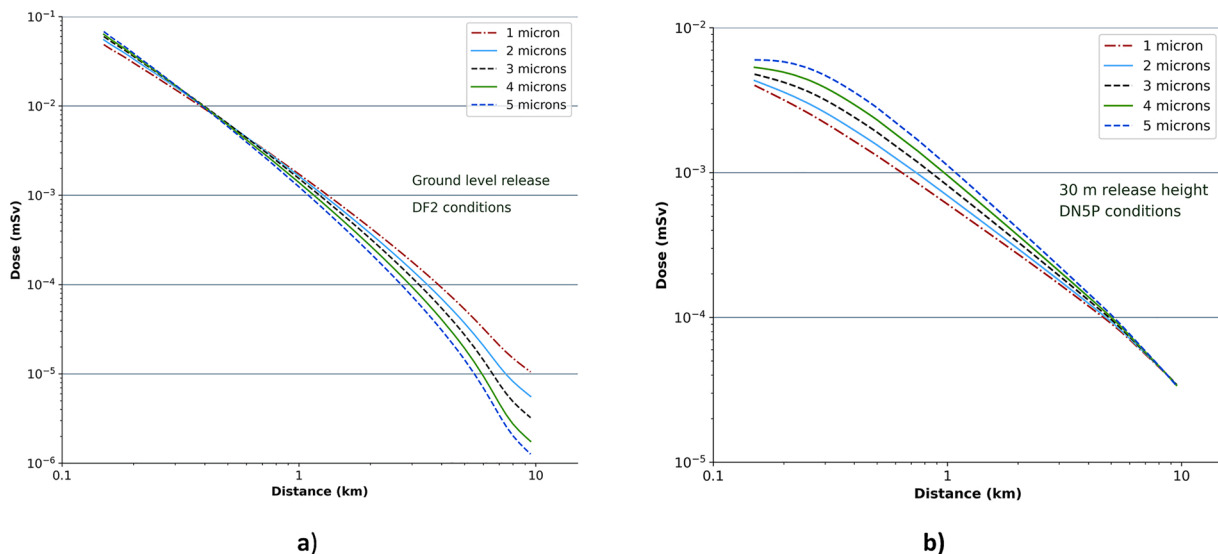 10⁻¹
10⁻²
10⁻³
10⁻⁴
10⁻⁵
10⁻⁶
Dose (mSv)
1 micron
2 microns
3 microns
4 microns
5 microns
Ground level release
DF2 conditions
0.1
1
10
Distance (km)
a)
10⁻²
10⁻³
10⁻⁴
10⁻⁵
Dose (mSv)
1 micron
2 microns
3 microns
4 microns
5 microns
30 m release height
DN5P conditions
0.1
1
10
Distance (km)
b)